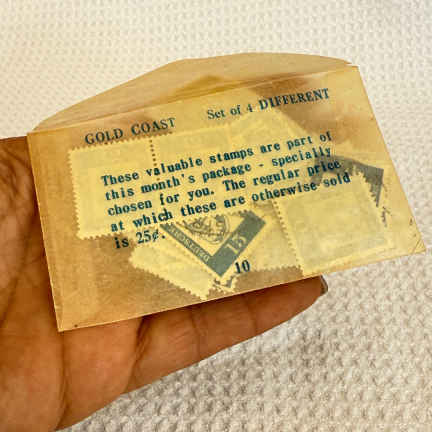 GOLD COAST Set of 4 DIFFERENT
These valuable stamps are part of
this month's package - specially
chosen for you. The regular price
at which these are otherwise sold
is 25¢.
15
10